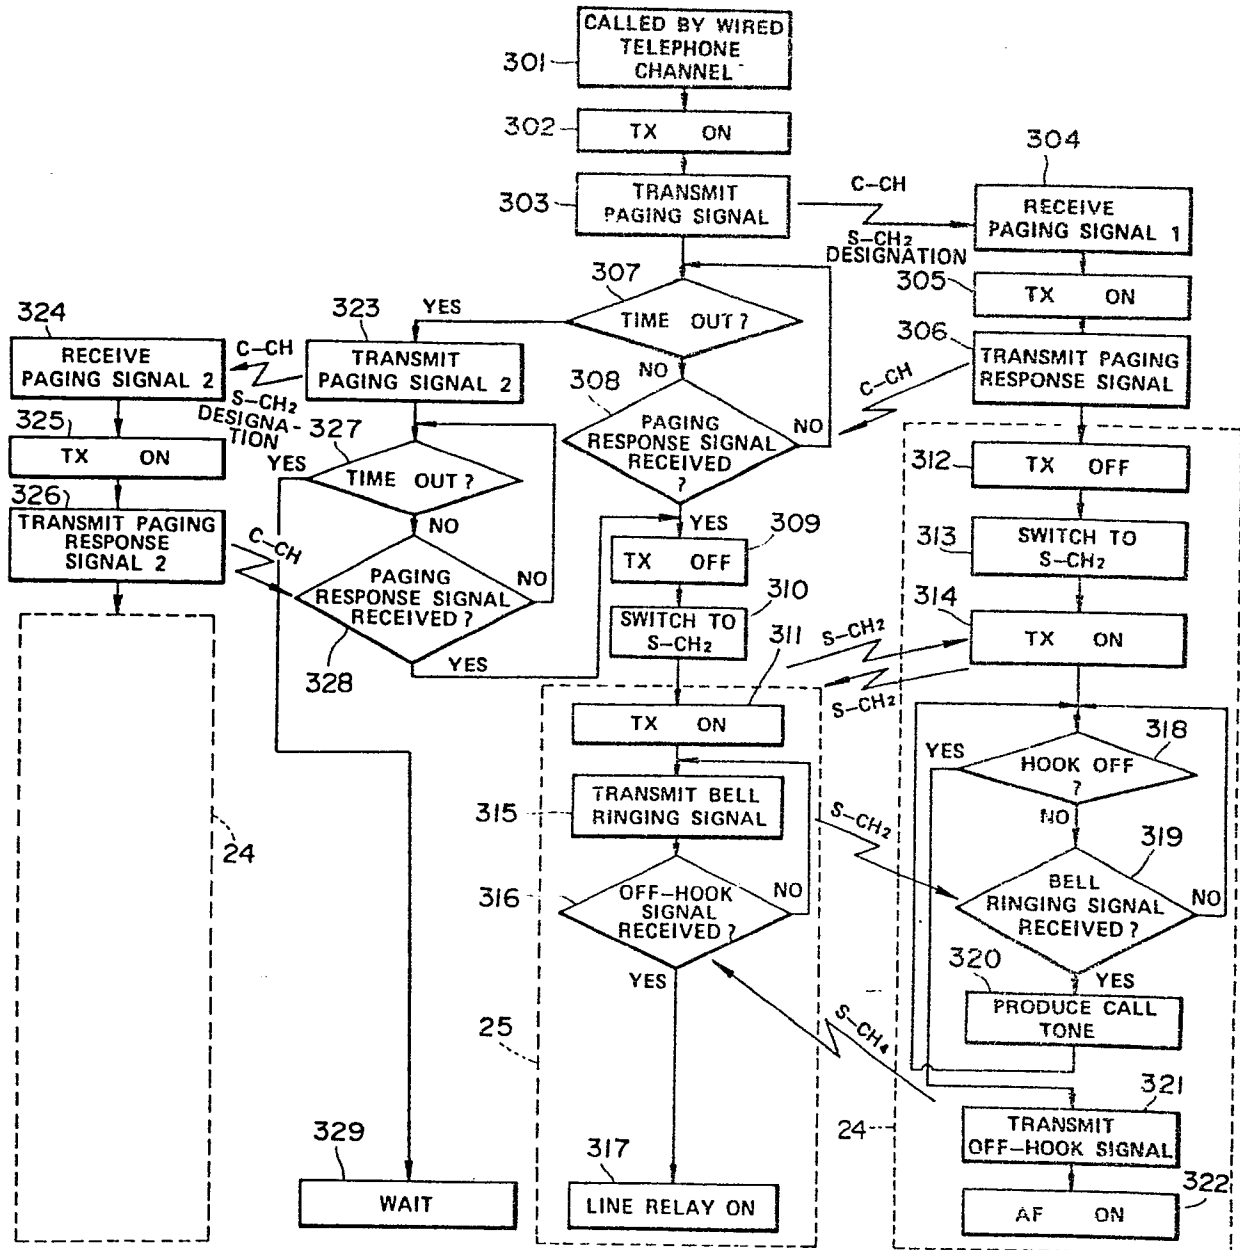 CALLED BY WIRED
TELEPHONE
CHANNEL
301
302
TX ON
303
TRANSMIT
PAGING SIGNAL
C-CH
S-CH2
DESIGNATION
304
RECEIVE
PAGING SIGNAL 1
305
TX ON
306
TRANSMIT PAGING
RESPONSE SIGNAL
C-CH
307
TIME OUT ?
YES
NO
308
PAGING
RESPONSE SIGNAL
RECEIVED
?
NO
YES
323
TRANSMIT
PAGING SIGNAL 2
C-CH
S-CH2
DESIGNA-
TION
324
RECEIVE
PAGING SIGNAL 2
325
TX ON
326
TRANSMIT PAGING
RESPONSE
SIGNAL 2
C-CH
327
TIME OUT ?
YES
NO
PAGING
RESPONSE SIGNAL
RECEIVED ?
NO
328
YES
309
TX OFF
310
SWITCH TO
S-CH2
311
TX ON
312
TX OFF
313
SWITCH TO
S-CH2
314
TX ON
S-CH2
S-CH2
315
TRANSMIT BELL
RINGING SIGNAL
S-CH2
316
OFF-HOOK
SIGNAL
RECEIVED ?
NO
YES
318
HOOK OFF
?
YES
NO
319
BELL
RINGING SIGNAL
RECEIVED ?
NO
YES
320
PRODUCE CALL
TONE
S-CH4
24
25
24
321
TRANSMIT
OFF-HOOK SIGNAL
322
AF ON
329
WAIT
317
LINE RELAY ON